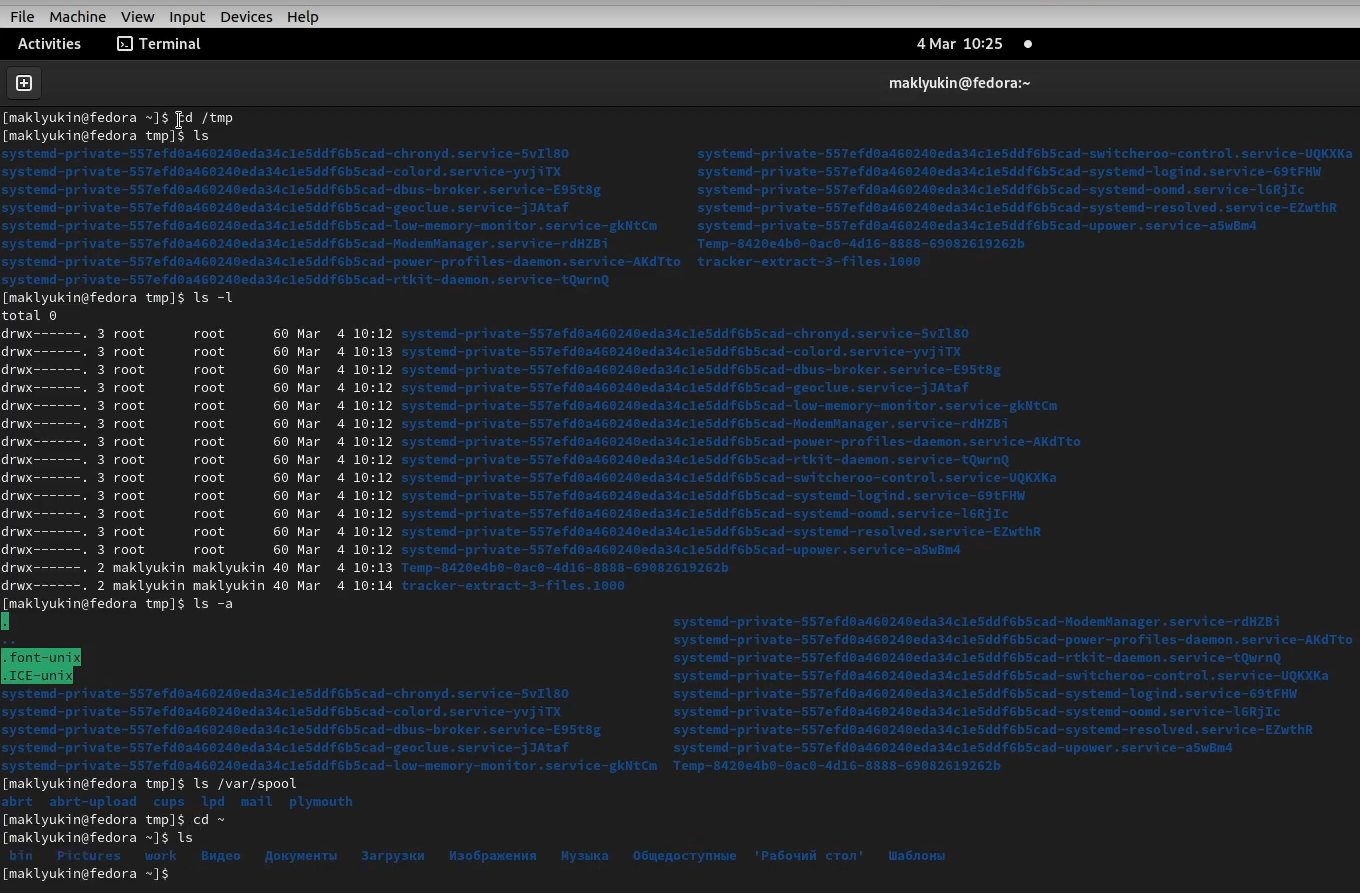 File Machine View Input Devices Help
Activities Terminal 4 Mar 10:25
maklyukin@fedora:~
[maklyukin@fedora ~]$ cd /tmp
[maklyukin@fedora tmp]$ ls
systemd-private-557efd0a460240eda34c1e5ddf6b5cad-chronyd.service-5vIl8O systemd-private-557efd0a460240eda34c1e5ddf6b5cad-switcheroo-control.service-UQKXKa
systemd-private-557efd0a460240eda34c1e5ddf6b5cad-colord.service-yvjiTX systemd-private-557efd0a460240eda34c1e5ddf6b5cad-systemd-logind.service-69tFHW
systemd-private-557efd0a460240eda34c1e5ddf6b5cad-dbus-broker.service-E95t8g systemd-private-557efd0a460240eda34c1e5ddf6b5cad-systemd-oomd.service-l6RjIc
systemd-private-557efd0a460240eda34c1e5ddf6b5cad-geoclue.service-jJAtaf systemd-private-557efd0a460240eda34c1e5ddf6b5cad-systemd-resolved.service-EZwthR
systemd-private-557efd0a460240eda34c1e5ddf6b5cad-low-memory-monitor.service-gkNtCm systemd-private-557efd0a460240eda34c1e5ddf6b5cad-upower.service-a5wBm4
systemd-private-557efd0a460240eda34c1e5ddf6b5cad-ModemManager.service-rdHZBi Temp-8420e4b0-0ac0-4d16-8888-69082619262b
systemd-private-557efd0a460240eda34c1e5ddf6b5cad-power-profiles-daemon.service-AKdTto tracker-extract-3-files.1000
systemd-private-557efd0a460240eda34c1e5ddf6b5cad-rtkit-daemon.service-tQwrnQ
[maklyukin@fedora tmp]$ ls -l
total 0
drwx------. 3 root root 60 Mar 4 10:12 systemd-private-557efd0a460240eda34c1e5ddf6b5cad-chronyd.service-5vIl8O
drwx------. 3 root root 60 Mar 4 10:13 systemd-private-557efd0a460240eda34c1e5ddf6b5cad-colord.service-yvjiTX
drwx------. 3 root root 60 Mar 4 10:12 systemd-private-557efd0a460240eda34c1e5ddf6b5cad-dbus-broker.service-E95t8g
drwx------. 3 root root 60 Mar 4 10:12 systemd-private-557efd0a460240eda34c1e5ddf6b5cad-geoclue.service-jJAtaf
drwx------. 3 root root 60 Mar 4 10:12 systemd-private-557efd0a460240eda34c1e5ddf6b5cad-low-memory-monitor.service-gkNtCm
drwx------. 3 root root 60 Mar 4 10:12 systemd-private-557efd0a460240eda34c1e5ddf6b5cad-ModemManager.service-rdHZBi
drwx------. 3 root root 60 Mar 4 10:12 systemd-private-557efd0a460240eda34c1e5ddf6b5cad-power-profiles-daemon.service-AKdTto
drwx------. 3 root root 60 Mar 4 10:12 systemd-private-557efd0a460240eda34c1e5ddf6b5cad-rtkit-daemon.service-tQwrnQ
drwx------. 3 root root 60 Mar 4 10:12 systemd-private-557efd0a460240eda34c1e5ddf6b5cad-switcheroo-control.service-UQKXKa
drwx------. 3 root root 60 Mar 4 10:12 systemd-private-557efd0a460240eda34c1e5ddf6b5cad-systemd-logind.service-69tFHW
drwx------. 3 root root 60 Mar 4 10:12 systemd-private-557efd0a460240eda34c1e5ddf6b5cad-systemd-oomd.service-l6RjIc
drwx------. 3 root root 60 Mar 4 10:12 systemd-private-557efd0a460240eda34c1e5ddf6b5cad-systemd-resolved.service-EZwthR
drwx------. 3 root root 60 Mar 4 10:12 systemd-private-557efd0a460240eda34c1e5ddf6b5cad-upower.service-a5wBm4
drwx------. 2 maklyukin maklyukin 40 Mar 4 10:13 Temp-8420e4b0-0ac0-4d16-8888-69082619262b
drwx------. 2 maklyukin maklyukin 40 Mar 4 10:14 tracker-extract-3-files.1000
[maklyukin@fedora tmp]$ ls -a
. systemd-private-557efd0a460240eda34c1e5ddf6b5cad-ModemManager.service-rdHZBi
.. systemd-private-557efd0a460240eda34c1e5ddf6b5cad-power-profiles-daemon.service-AKdTto
.font-unix systemd-private-557efd0a460240eda34c1e5ddf6b5cad-rtkit-daemon.service-tQwrnQ
.ICE-unix systemd-private-557efd0a460240eda34c1e5ddf6b5cad-switcheroo-control.service-UQKXKa
systemd-private-557efd0a460240eda34c1e5ddf6b5cad-chronyd.service-5vIl8O systemd-private-557efd0a460240eda34c1e5ddf6b5cad-systemd-logind.service-69tFHW
systemd-private-557efd0a460240eda34c1e5ddf6b5cad-colord.service-yvjiTX systemd-private-557efd0a460240eda34c1e5ddf6b5cad-systemd-oomd.service-l6RjIc
systemd-private-557efd0a460240eda34c1e5ddf6b5cad-dbus-broker.service-E95t8g systemd-private-557efd0a460240eda34c1e5ddf6b5cad-systemd-resolved.service-EZwthR
systemd-private-557efd0a460240eda34c1e5ddf6b5cad-geoclue.service-jJAtaf systemd-private-557efd0a460240eda34c1e5ddf6b5cad-upower.service-a5wBm4
systemd-private-557efd0a460240eda34c1e5ddf6b5cad-low-memory-monitor.service-gkNtCm Temp-8420e4b0-0ac0-4d16-8888-69082619262b
[maklyukin@fedora tmp]$ ls /var/spool
abrt abrt-upload cups lpd mail plymouth
[maklyukin@fedora tmp]$ cd ~
[maklyukin@fedora ~]$ ls
bin Pictures work Видео Документы Загрузки Изображения Музыка Общедоступные 'Рабочий стол' Шаблоны
[maklyukin@fedora ~]$